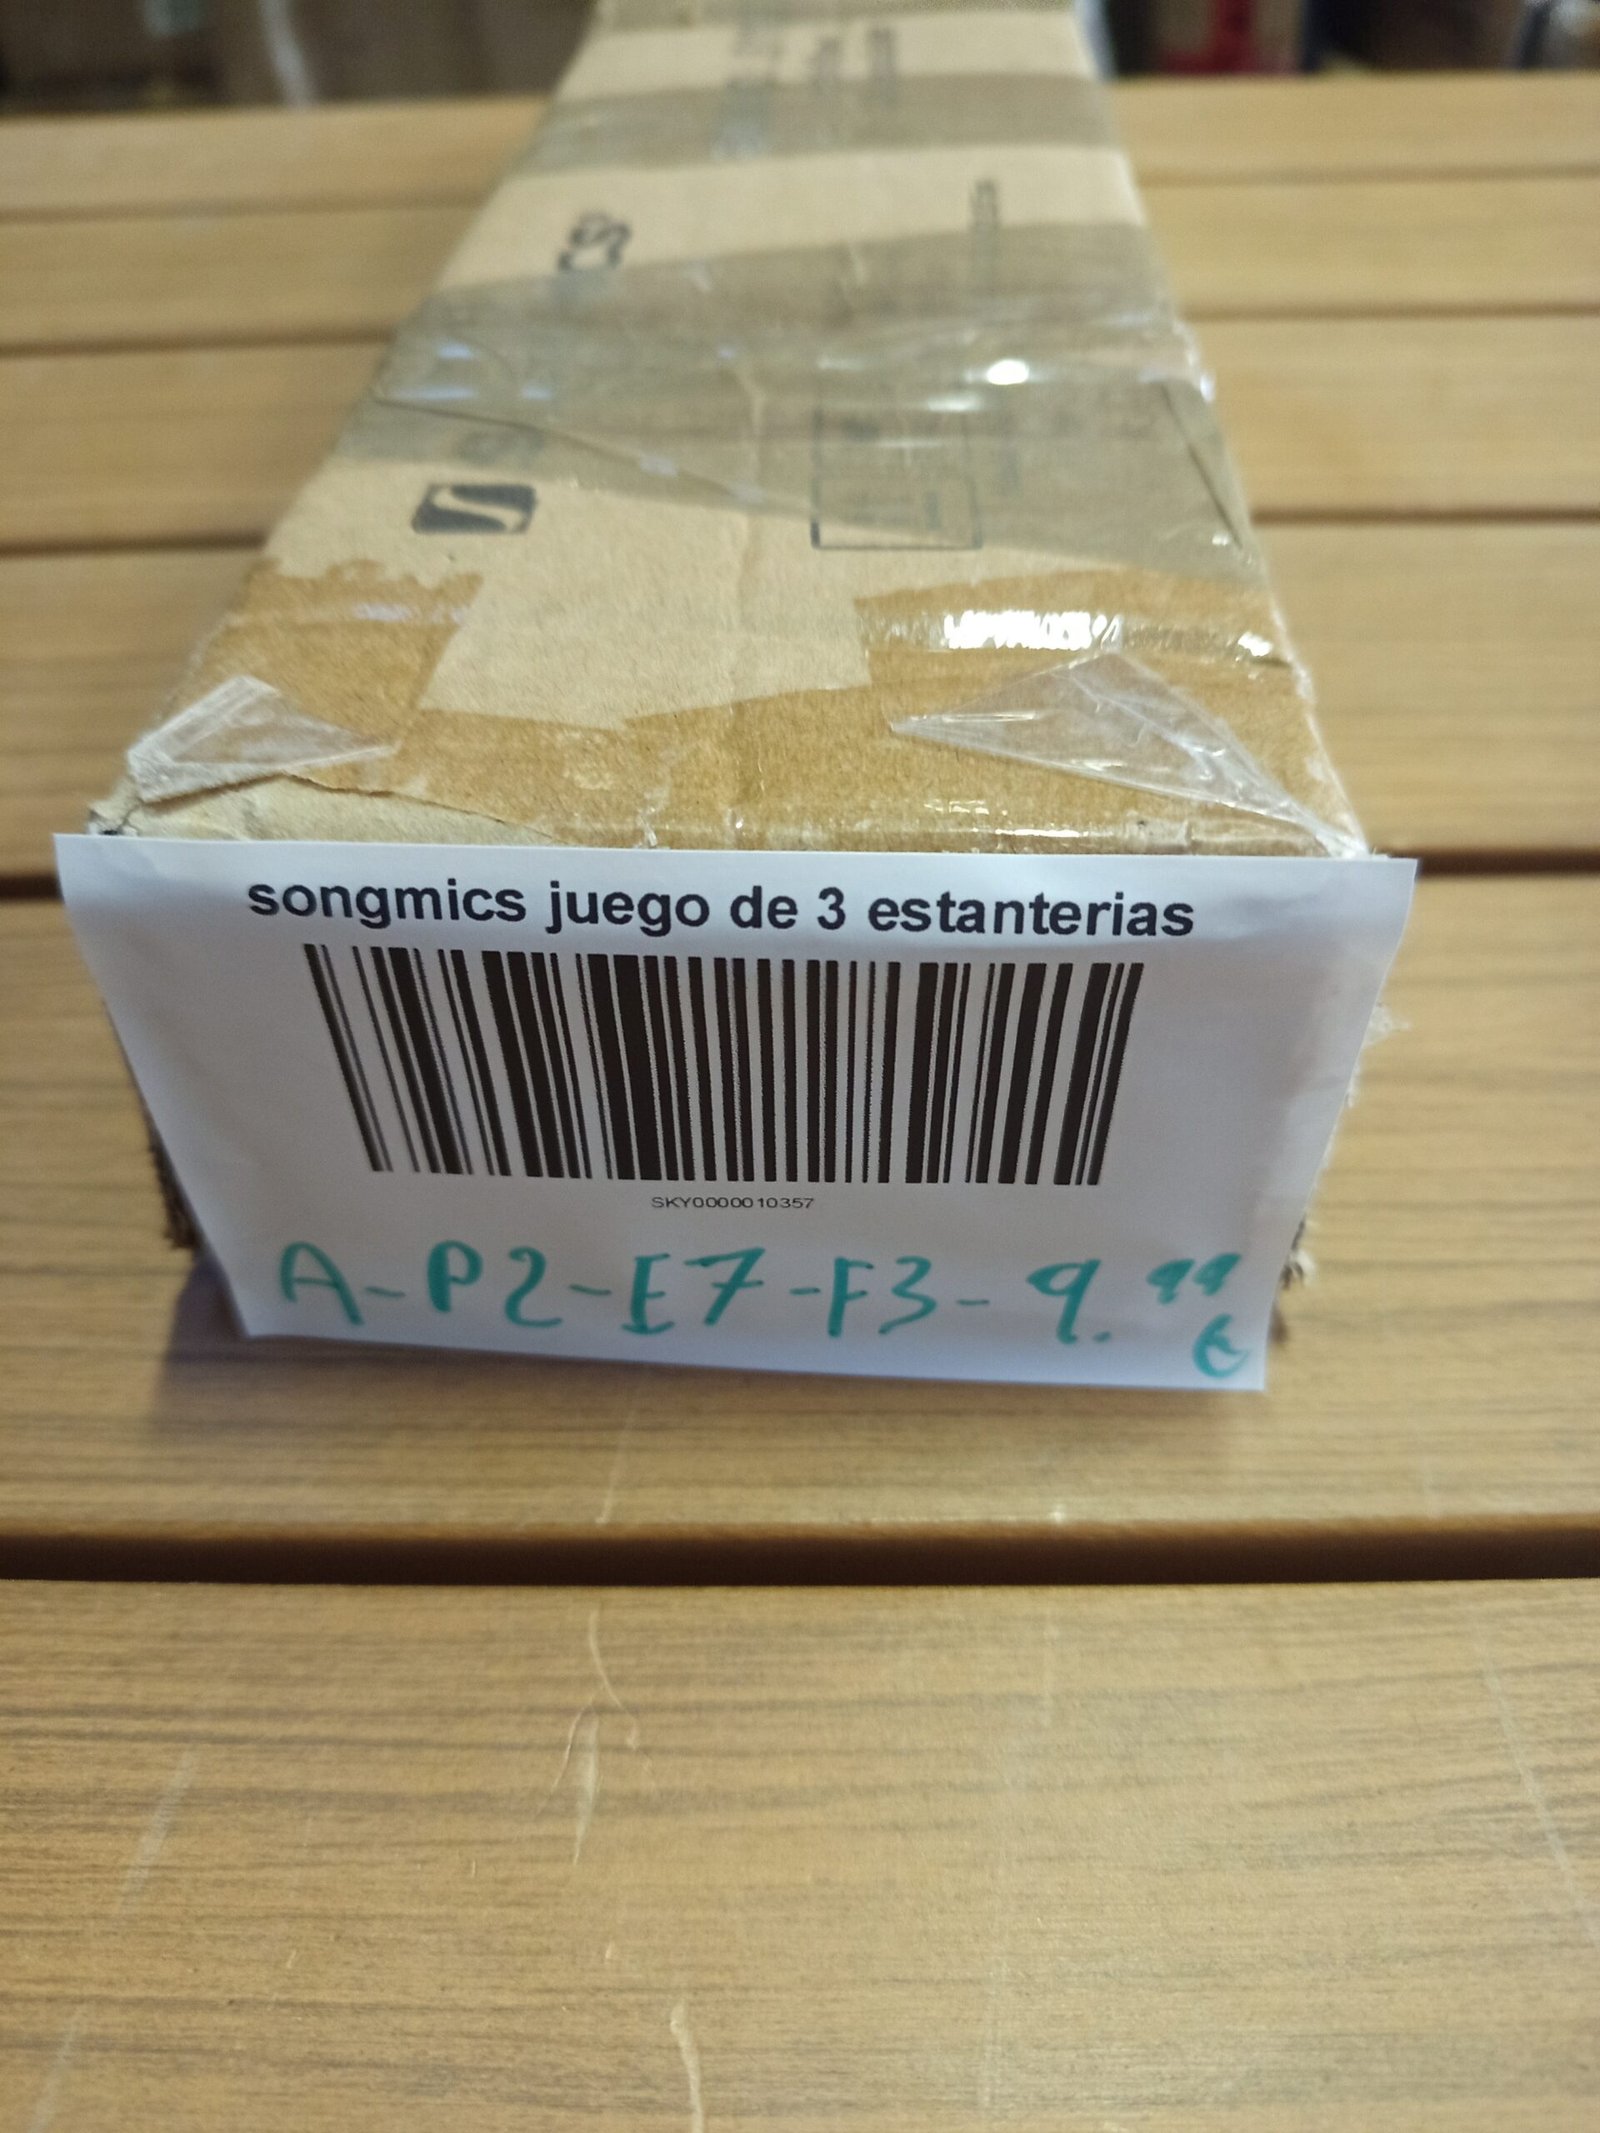 songmics juego de 3 estanterias
SKY0000010357
A-P2-E7-F3-9.99
€